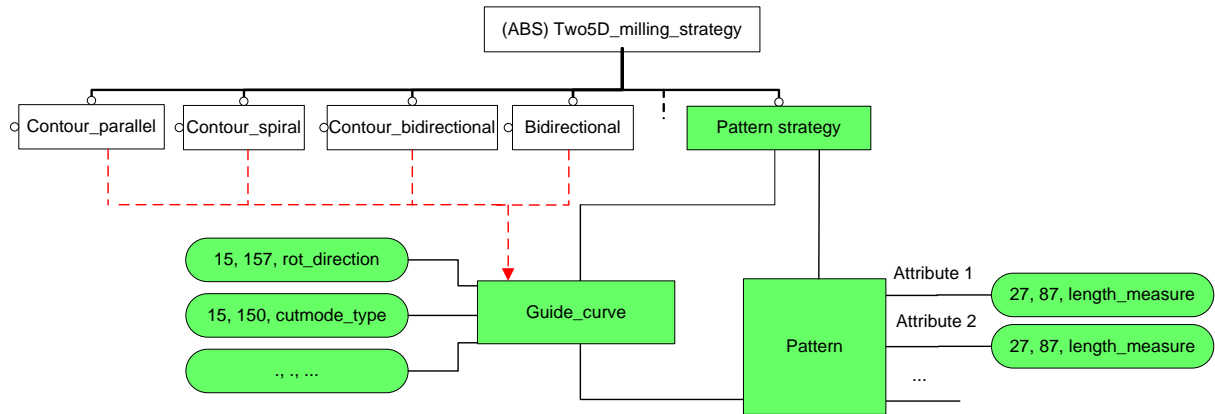 (ABS) Two5D_milling_strategy
Contour_parallel
Contour_spiral
Contour_bidirectional
Bidirectional
Pattern strategy
15, 157, rot_direction
15, 150, cutmode_type
., ., ...
Guide_curve
Pattern
Attribute 1
27, 87, length_measure
Attribute 2
27, 87, length_measure
...